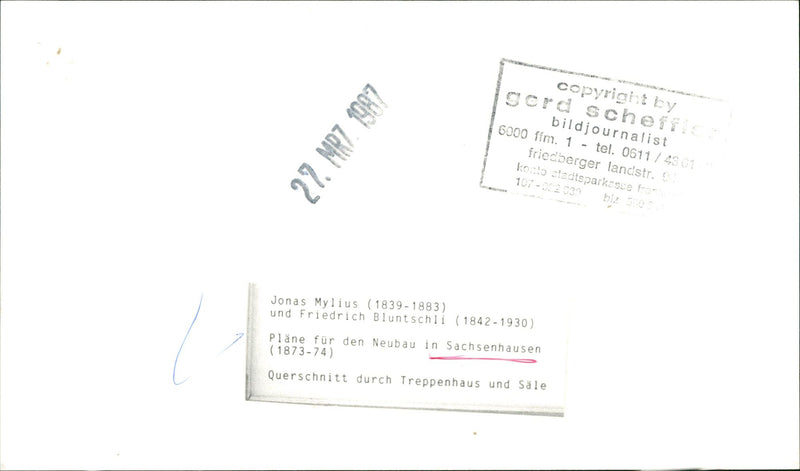 27. MRZ. 1987
copyright by
gerd scheffler
bildjournalist
6000 ffm. 1 - tel. 0611 / 4361
friedberger landstr.
konto stadtsparkasse
107-
Jonas Mylius (1839-1883)
und Friedrich Bluntschli (1842-1930)
Pläne für den Neubau in Sachsenhausen
(1873-74)
Querschnitt durch Treppenhaus und Säle